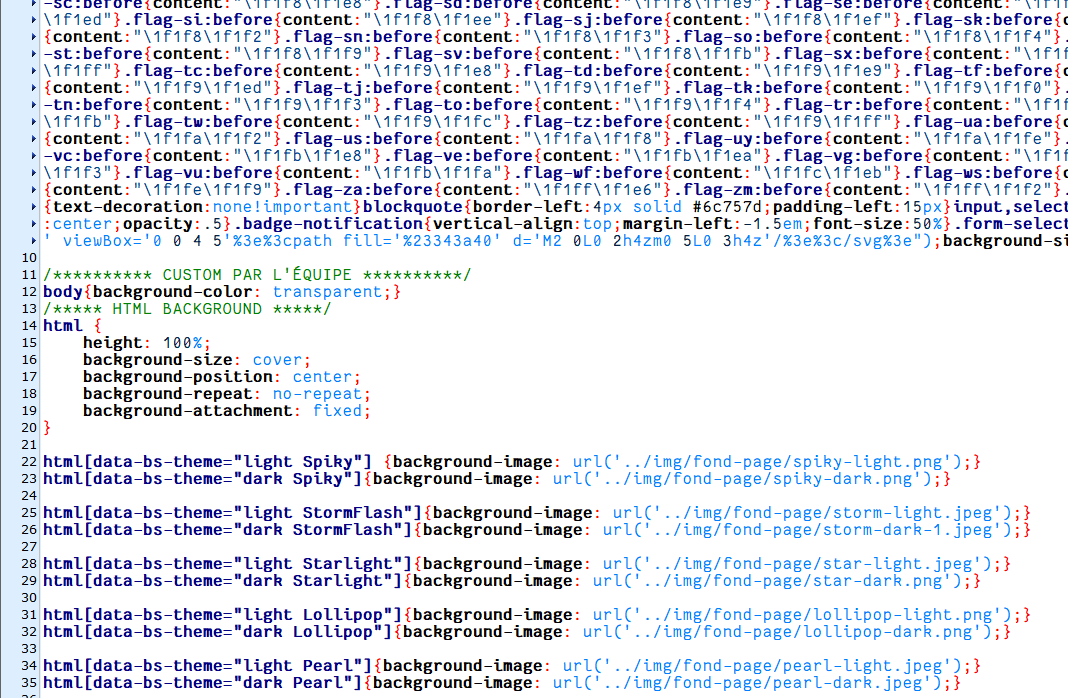 -sc:before{content:"\1f1f8\1f1e8"}.flag-sd:before{content:"\1f1f8\1f1e9"}.flag-se:before{content:"\1f1
\1f1ed"}.flag-si:before{content:"\1f1f8\1f1ee"}.flag-sj:before{content:"\1f1f8\1f1ef"}.flag-sk:before{c
{content:"\1f1f8\1f1f2"}.flag-sn:before{content:"\1f1f8\1f1f3"}.flag-so:before{content:"\1f1f8\1f1f4"}.
-st:before{content:"\1f1f8\1f1f9"}.flag-sv:before{content:"\1f1f8\1f1fb"}.flag-sx:before{content:"\1f1f
\1f1ff"}.flag-tc:before{content:"\1f1f9\1f1e8"}.flag-td:before{content:"\1f1f9\1f1e9"}.flag-tf:before{c
{content:"\1f1f9\1f1ed"}.flag-tj:before{content:"\1f1f9\1f1ef"}.flag-tk:before{content:"\1f1f9\1f1f0"}.
-tn:before{content:"\1f1f9\1f1f3"}.flag-to:before{content:"\1f1f9\1f1f4"}.flag-tr:before{content:"\1f1f
\1f1fb"}.flag-tw:before{content:"\1f1f9\1f1fc"}.flag-tz:before{content:"\1f1f9\1f1ff"}.flag-ua:before{c
{content:"\1f1fa\1f1f2"}.flag-us:before{content:"\1f1fa\1f1f8"}.flag-uy:before{content:"\1f1fa\1f1fe"}.
-vc:before{content:"\1f1fb\1f1e8"}.flag-ve:before{content:"\1f1fb\1f1ea"}.flag-vg:before{content:"\1f1f
\1f1f3"}.flag-vu:before{content:"\1f1fb\1f1fa"}.flag-wf:before{content:"\1f1fc\1f1eb"}.flag-ws:before{c
{content:"\1f1fe\1f1f9"}.flag-za:before{content:"\1f1ff\1f1e6"}.flag-zm:before{content:"\1f1ff\1f1f2"}.
{text-decoration:none!important}blockquote{border-left:4px solid #6c757d;padding-left:15px}input,select
:center;opacity:.5}.badge-notification{vertical-align:top;margin-left:-1.5em;font-size:50%}.form-select
' viewBox='0 0 4 5'%3e%3cpath fill='%23343a40' d='M2 0L0 2h4zm0 5L0 3h4z'/%3e%3c/svg%3e");background-si
10
11 /********** CUSTOM PAR L'ÉQUIPE **********/
12 body{background-color: transparent;}
13 /***** HTML BACKGROUND *****/
14 html {
15 height: 100%;
16 background-size: cover;
17 background-position: center;
18 background-repeat: no-repeat;
19 background-attachment: fixed;
20 }
21
22 html[data-bs-theme="light Spiky"] {background-image: url('../img/fond-page/spiky-light.png');}
23 html[data-bs-theme="dark Spiky"]{background-image: url('../img/fond-page/spiky-dark.png');}
24
25 html[data-bs-theme="light StormFlash"]{background-image: url('../img/fond-page/storm-light.jpeg');}
26 html[data-bs-theme="dark StormFlash"]{background-image: url('../img/fond-page/storm-dark-1.jpeg');}
27
28 html[data-bs-theme="light Starlight"]{background-image: url('../img/fond-page/star-light.jpeg');}
29 html[data-bs-theme="dark Starlight"]{background-image: url('../img/fond-page/star-dark.png');}
30
31 html[data-bs-theme="light Lollipop"]{background-image: url('../img/fond-page/lollipop-light.png');}
32 html[data-bs-theme="dark Lollipop"]{background-image: url('../img/fond-page/lollipop-dark.png');}
33
34 html[data-bs-theme="light Pearl"]{background-image: url('../img/fond-page/pearl-light.jpeg');}
35 html[data-bs-theme="dark Pearl"]{background-image: url('../img/fond-page/pearl-dark.jpeg');}